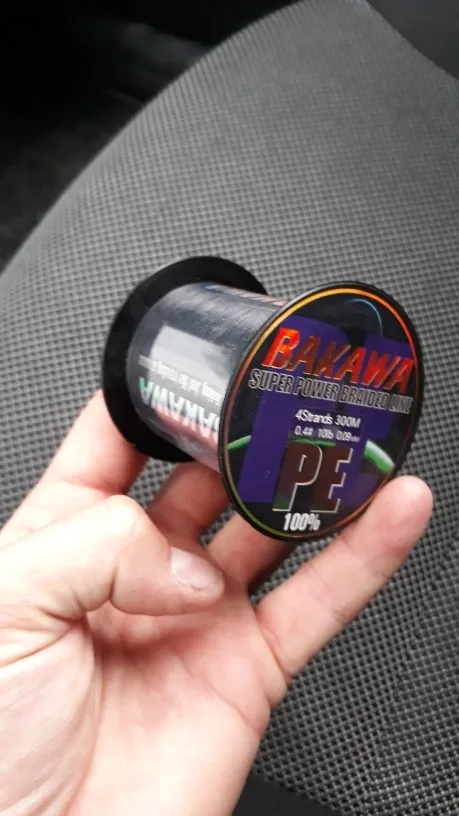 BAKAWA
SUPER POWER BRAIDED LINE
4Strands 300M
0.4# 10lb 0.09mm
PE
100%
BAKAWA